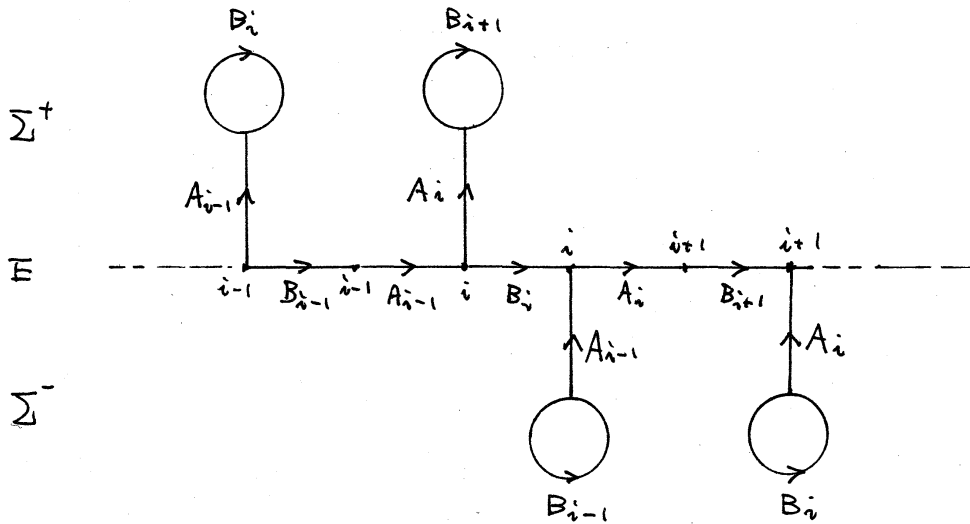 B_i B_{i+1}
Σ⁺
A_{i-1} A_i
i i+1 i+1
E
i-1 B_{i-1} i-1 A_{i-1} i B_i A_i B_{i+1}
A_{i-1} A_i
Σ⁻
B_{i-1} B_i